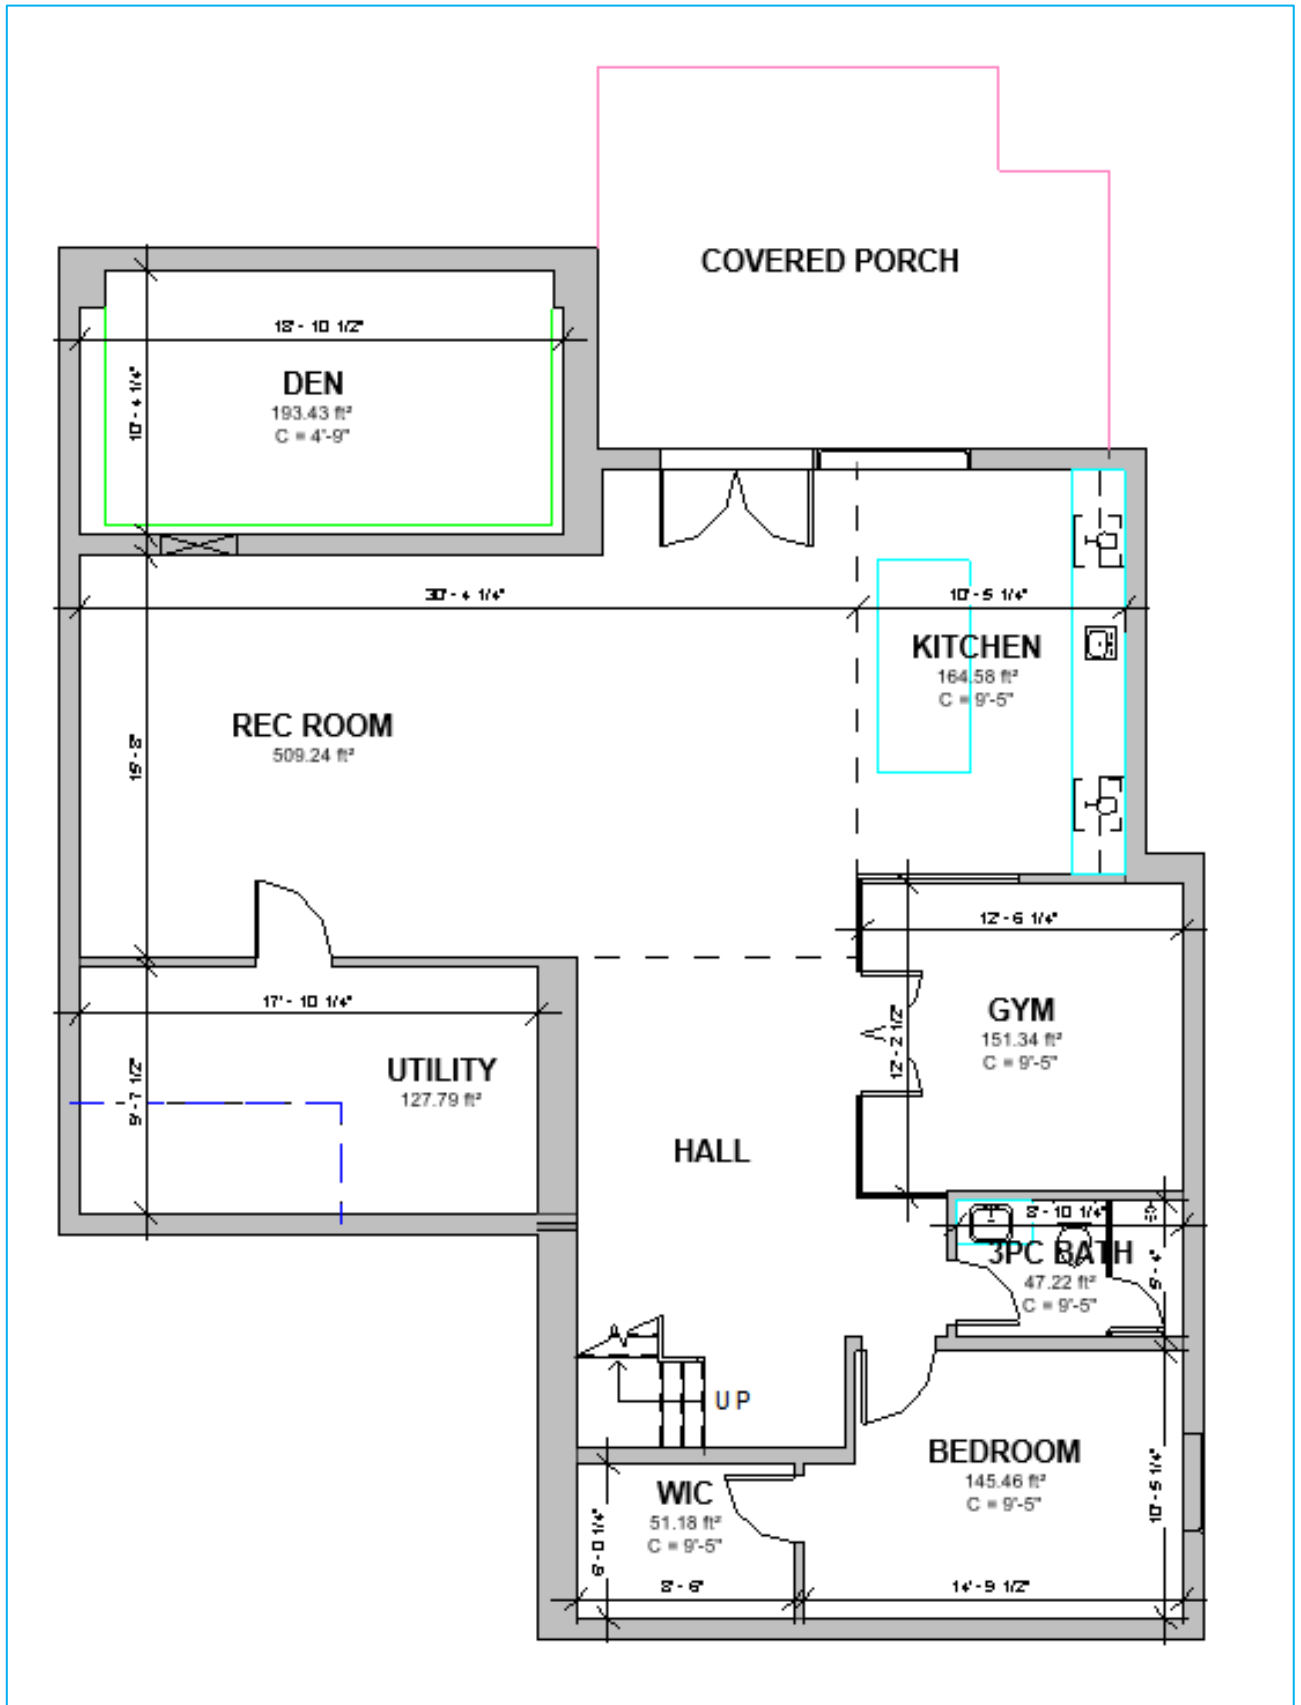 COVERED PORCH
18' - 10 1/2"
DEN
193.43 ft²
C = 4'-9"
10' - 4 1/4"
30' - 4 1/4"
10' - 5 1/4"
KITCHEN
164.58 ft²
C = 9'-5"
REC ROOM
509.24 ft²
15' - 8"
12' - 6 1/4"
17' - 10 1/4"
GYM
151.34 ft²
C = 9'-5"
12' - 2 1/2"
UTILITY
127.79 ft²
9' - 7 1/2"
HALL
8' - 10 1/4"
3PC BATH
47.22 ft²
C = 9'-5"
5' - 4"
UP
BEDROOM
145.46 ft²
C = 9'-5"
10' - 5 1/4"
WIC
51.18 ft²
C = 9'-5"
6' - 0 1/4"
8' - 6"
14' - 9 1/2"